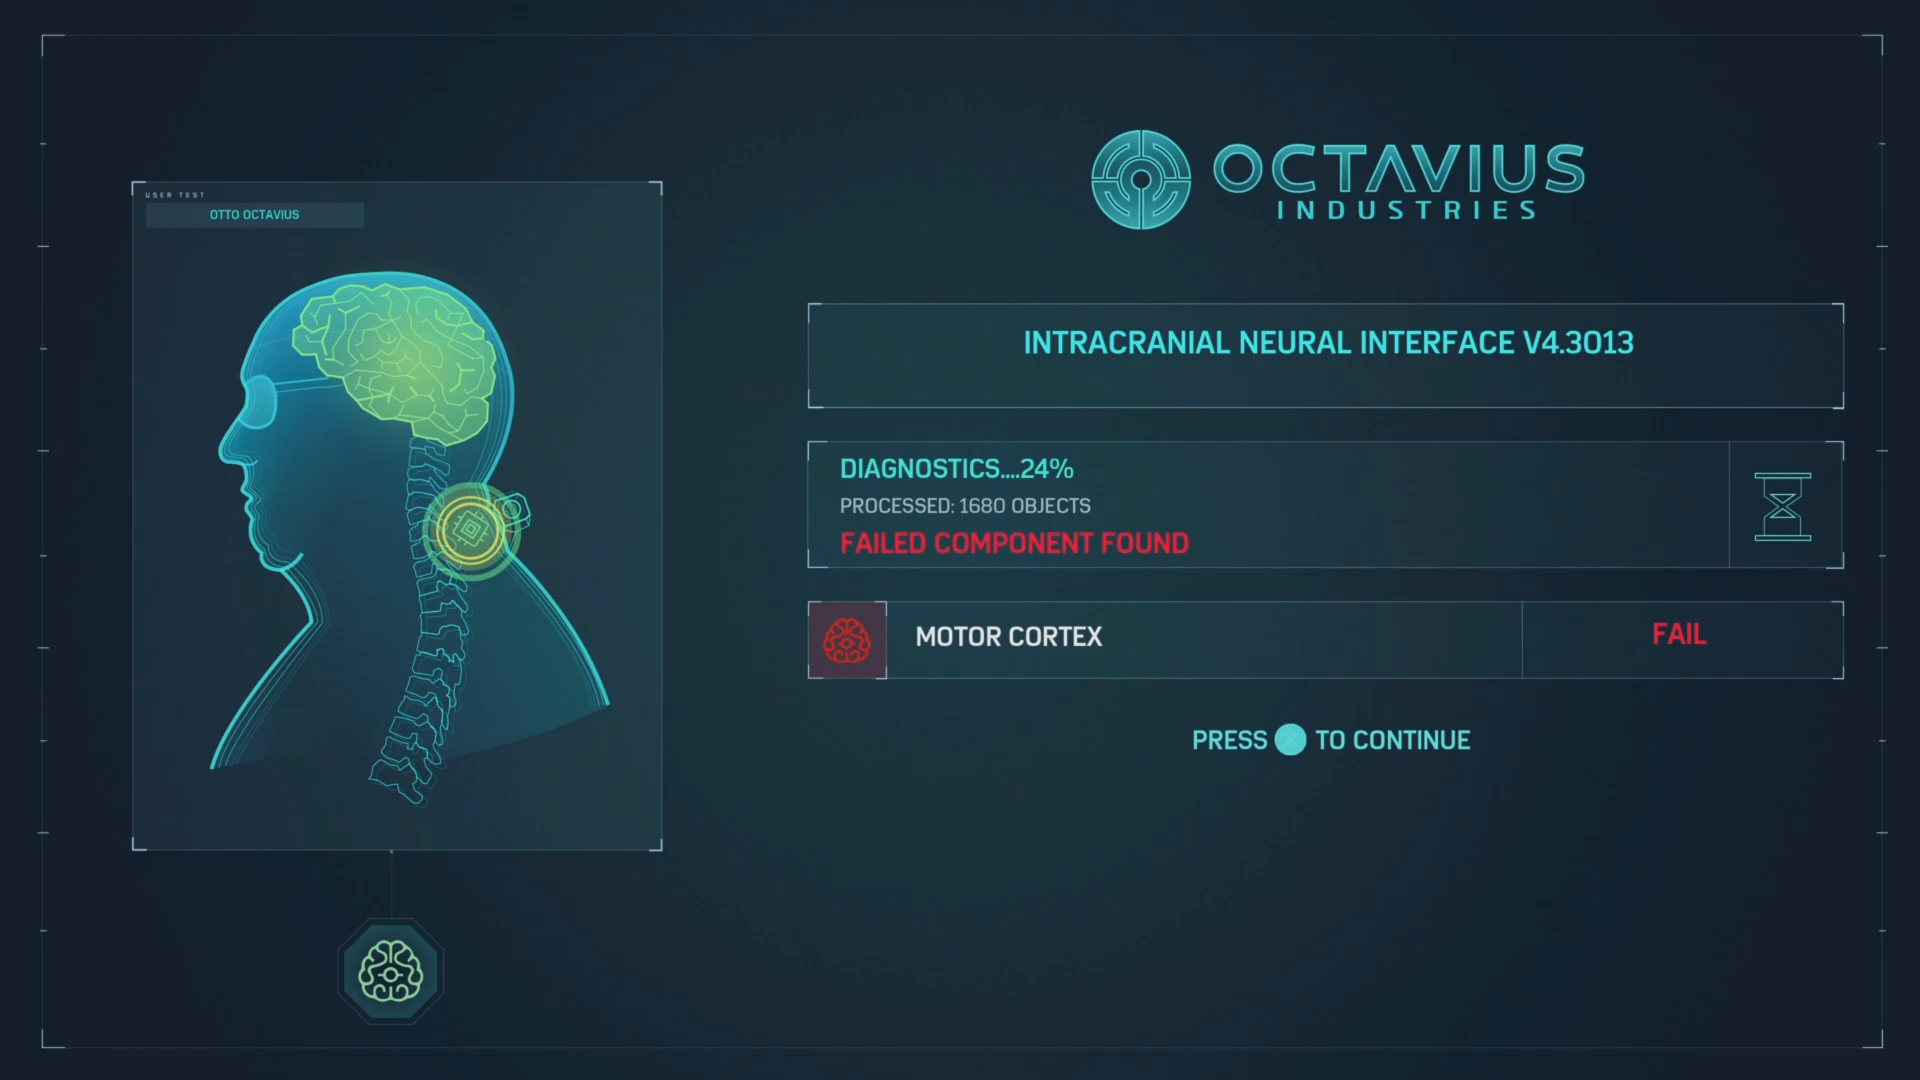 USER TEST
OTTO OCTAVIUS
OCTAVIUS
INDUSTRIES
INTRACRANIAL NEURAL INTERFACE V4.3013
DIAGNOSTICS....24%
PROCESSED: 1680 OBJECTS
FAILED COMPONENT FOUND
MOTOR CORTEX
FAIL
PRESS TO CONTINUE